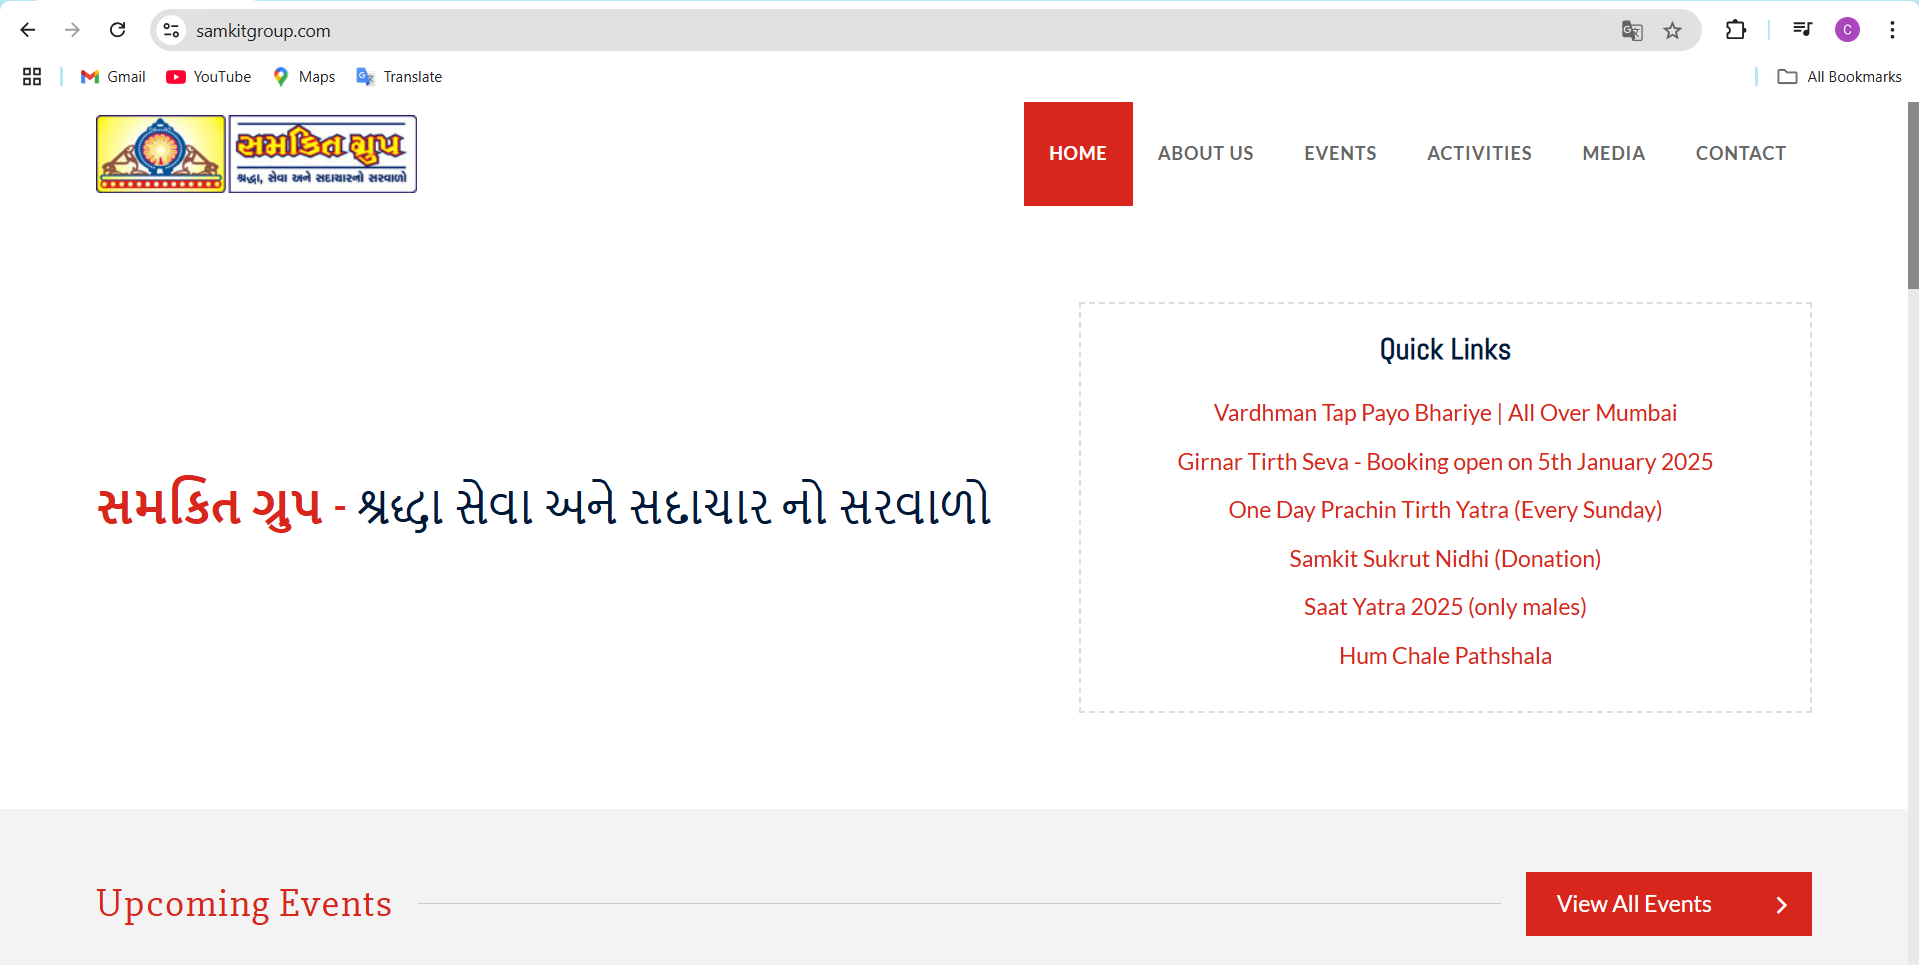 samkitgroup.com
C
Gmail
YouTube
Maps
Translate
All Bookmarks
સમકિત ગ્રુપ
શ્રદ્ધા, સેવા અને સદાચારનો સરવાળો
HOME
ABOUT US
EVENTS
ACTIVITIES
MEDIA
CONTACT
સમકિત ગ્રુપ - શ્રદ્ધા સેવા અને સદાચાર નો સરવાળો
Quick Links
Vardhman Tap Payo Bhariye | All Over Mumbai
Girnar Tirth Seva - Booking open on 5th January 2025
One Day Prachin Tirth Yatra (Every Sunday)
Samkit Sukrut Nidhi (Donation)
Saat Yatra 2025 (only males)
Hum Chale Pathshala
Upcoming Events
View All Events